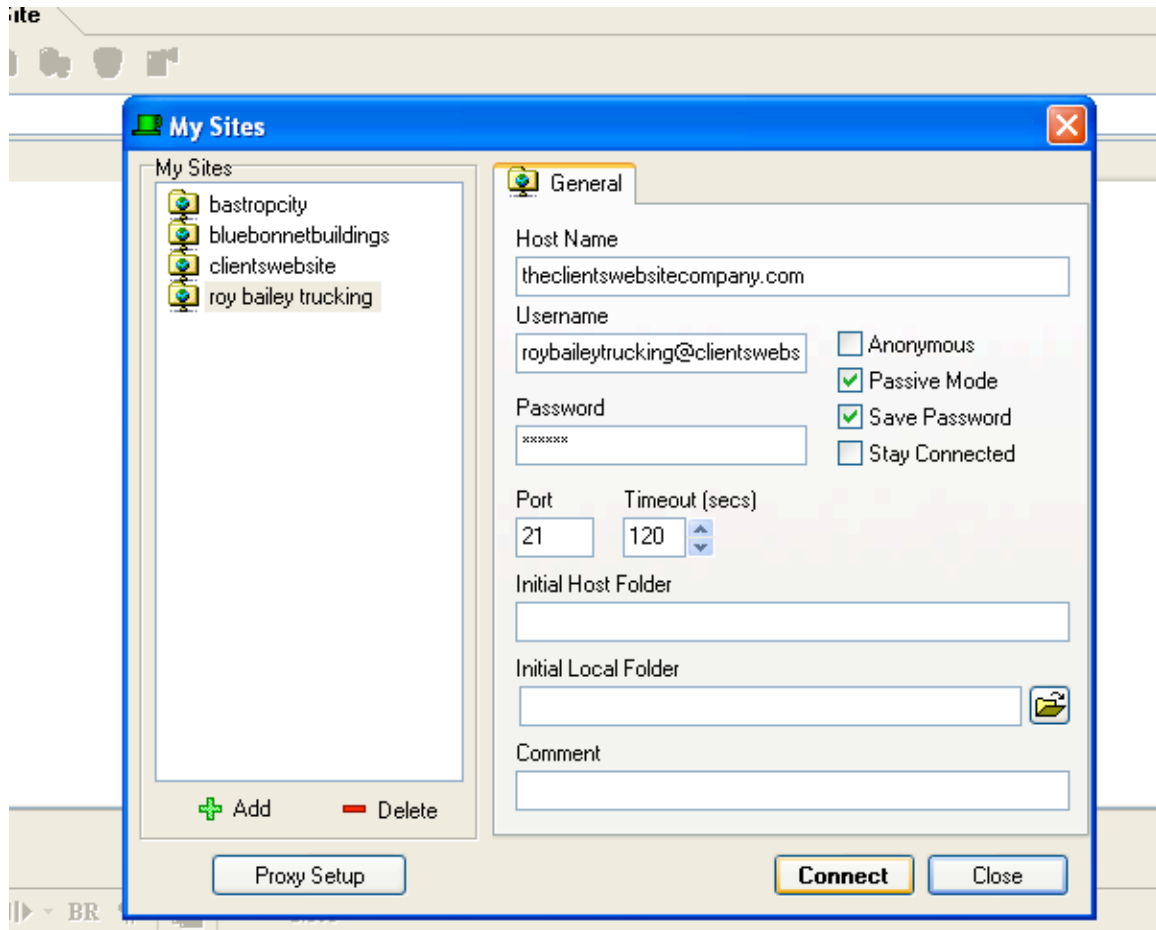 My Sites
My Sites
bastropcity
bluebonnetbuildings
clientswebsite
roy bailey trucking
Add
Delete
Proxy Setup
General
Host Name
theclientswebsitecompany.com
Username
roybaileytrucking@clientswebs
Anonymous
Passive Mode
Save Password
Stay Connected
Password
xxxxxx
Port
Timeout (secs)
21
120
Initial Host Folder
Initial Local Folder
Comment
Connect
Close
BR